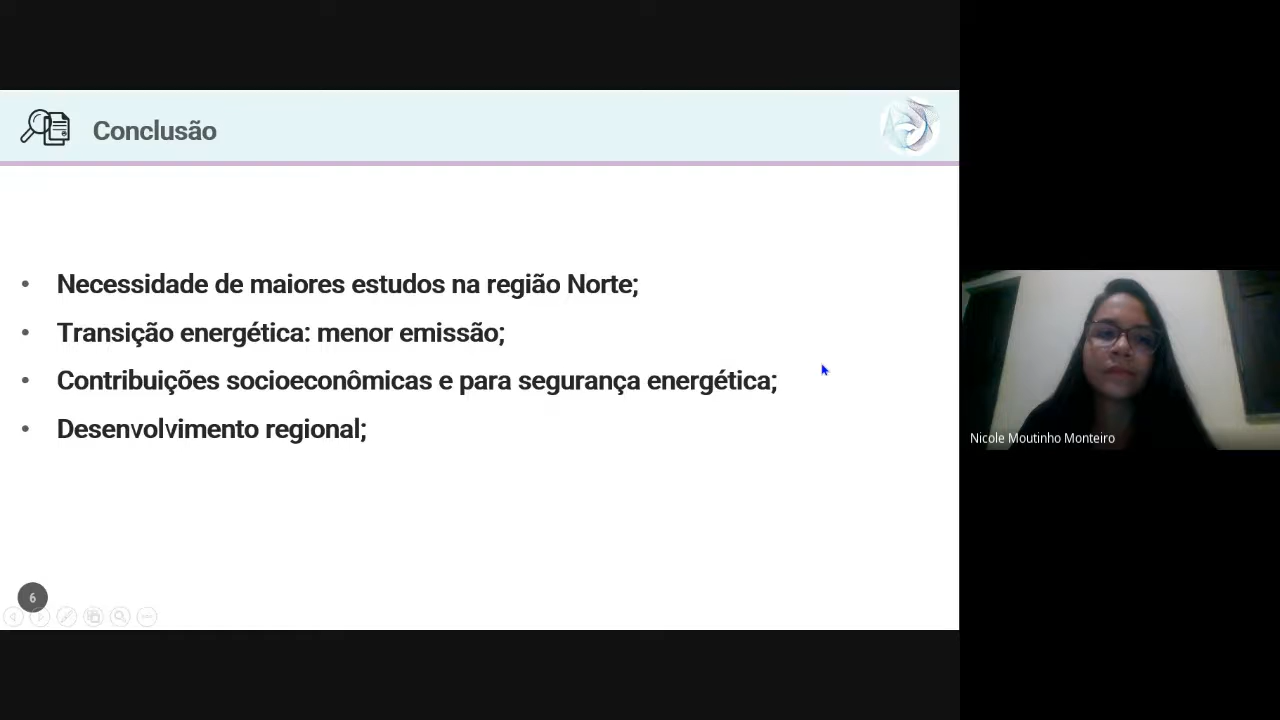 Conclusão
• Necessidade de maiores estudos na região Norte;
• Transição energética: menor emissão;
• Contribuições socioeconômicas e para segurança energética;
• Desenvolvimento regional;
6
Nicole Moutinho Monteiro